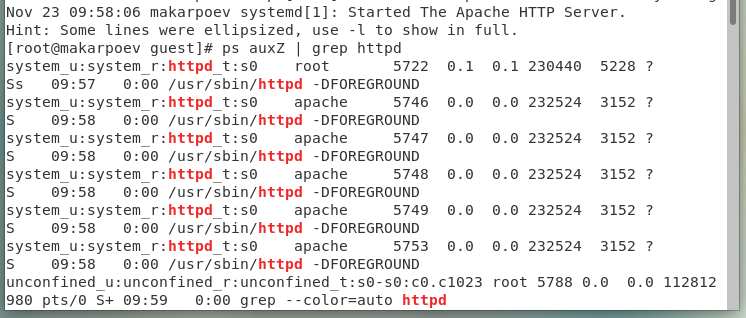 Nov 23 09:58:06 makarpoev systemd[1]: Started The Apache HTTP Server.
Hint: Some lines were ellipsized, use -l to show in full.
[root@makarpoev guest]# ps auxZ | grep httpd
system_u:system_r:httpd_t:s0    root       5722  0.1  0.1 230440  5228 ?
Ss   09:57   0:00 /usr/sbin/httpd -DFOREGROUND
system_u:system_r:httpd_t:s0    apache     5746  0.0  0.0 232524  3152 ?
S    09:58   0:00 /usr/sbin/httpd -DFOREGROUND
system_u:system_r:httpd_t:s0    apache     5747  0.0  0.0 232524  3152 ?
S    09:58   0:00 /usr/sbin/httpd -DFOREGROUND
system_u:system_r:httpd_t:s0    apache     5748  0.0  0.0 232524  3152 ?
S    09:58   0:00 /usr/sbin/httpd -DFOREGROUND
system_u:system_r:httpd_t:s0    apache     5749  0.0  0.0 232524  3152 ?
S    09:58   0:00 /usr/sbin/httpd -DFOREGROUND
system_u:system_r:httpd_t:s0    apache     5753  0.0  0.0 232524  3152 ?
S    09:58   0:00 /usr/sbin/httpd -DFOREGROUND
unconfined_u:unconfined_r:unconfined_t:s0-s0:c0.c1023 root 5788 0.0  0.0 112812
980 pts/0 S+ 09:59   0:00 grep --color=auto httpd